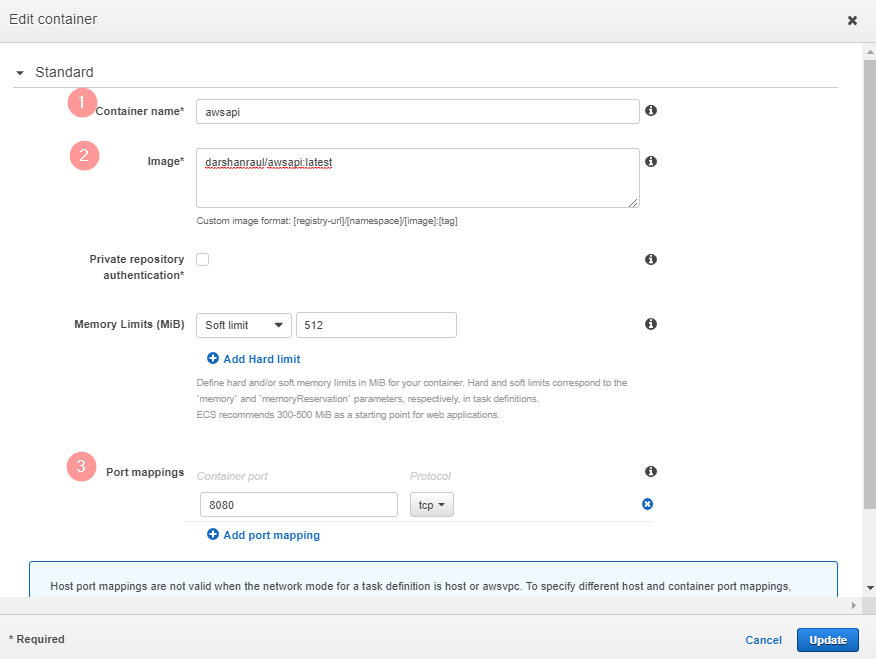 Edit container
Standard
1
Container name*
awsapi
2
Image*
darshanraul/awsapi:latest
Custom image format: [registry-url]/[namespace]/[image]:[tag]
Private repository
authentication*
Memory Limits (MiB)
Soft limit
512
Add Hard limit
Define hard and/or soft memory limits in MiB for your container. Hard and soft limits correspond to the
`memory` and `memoryReservation` parameters, respectively, in task definitions.
ECS recommends 300-500 MiB as a starting point for web applications.
3
Port mappings
Container port
Protocol
8080
tcp
Add port mapping
Host port mappings are not valid when the network mode for a task definition is host or awsvpc. To specify different host and container port mappings,
* Required
Cancel
Update